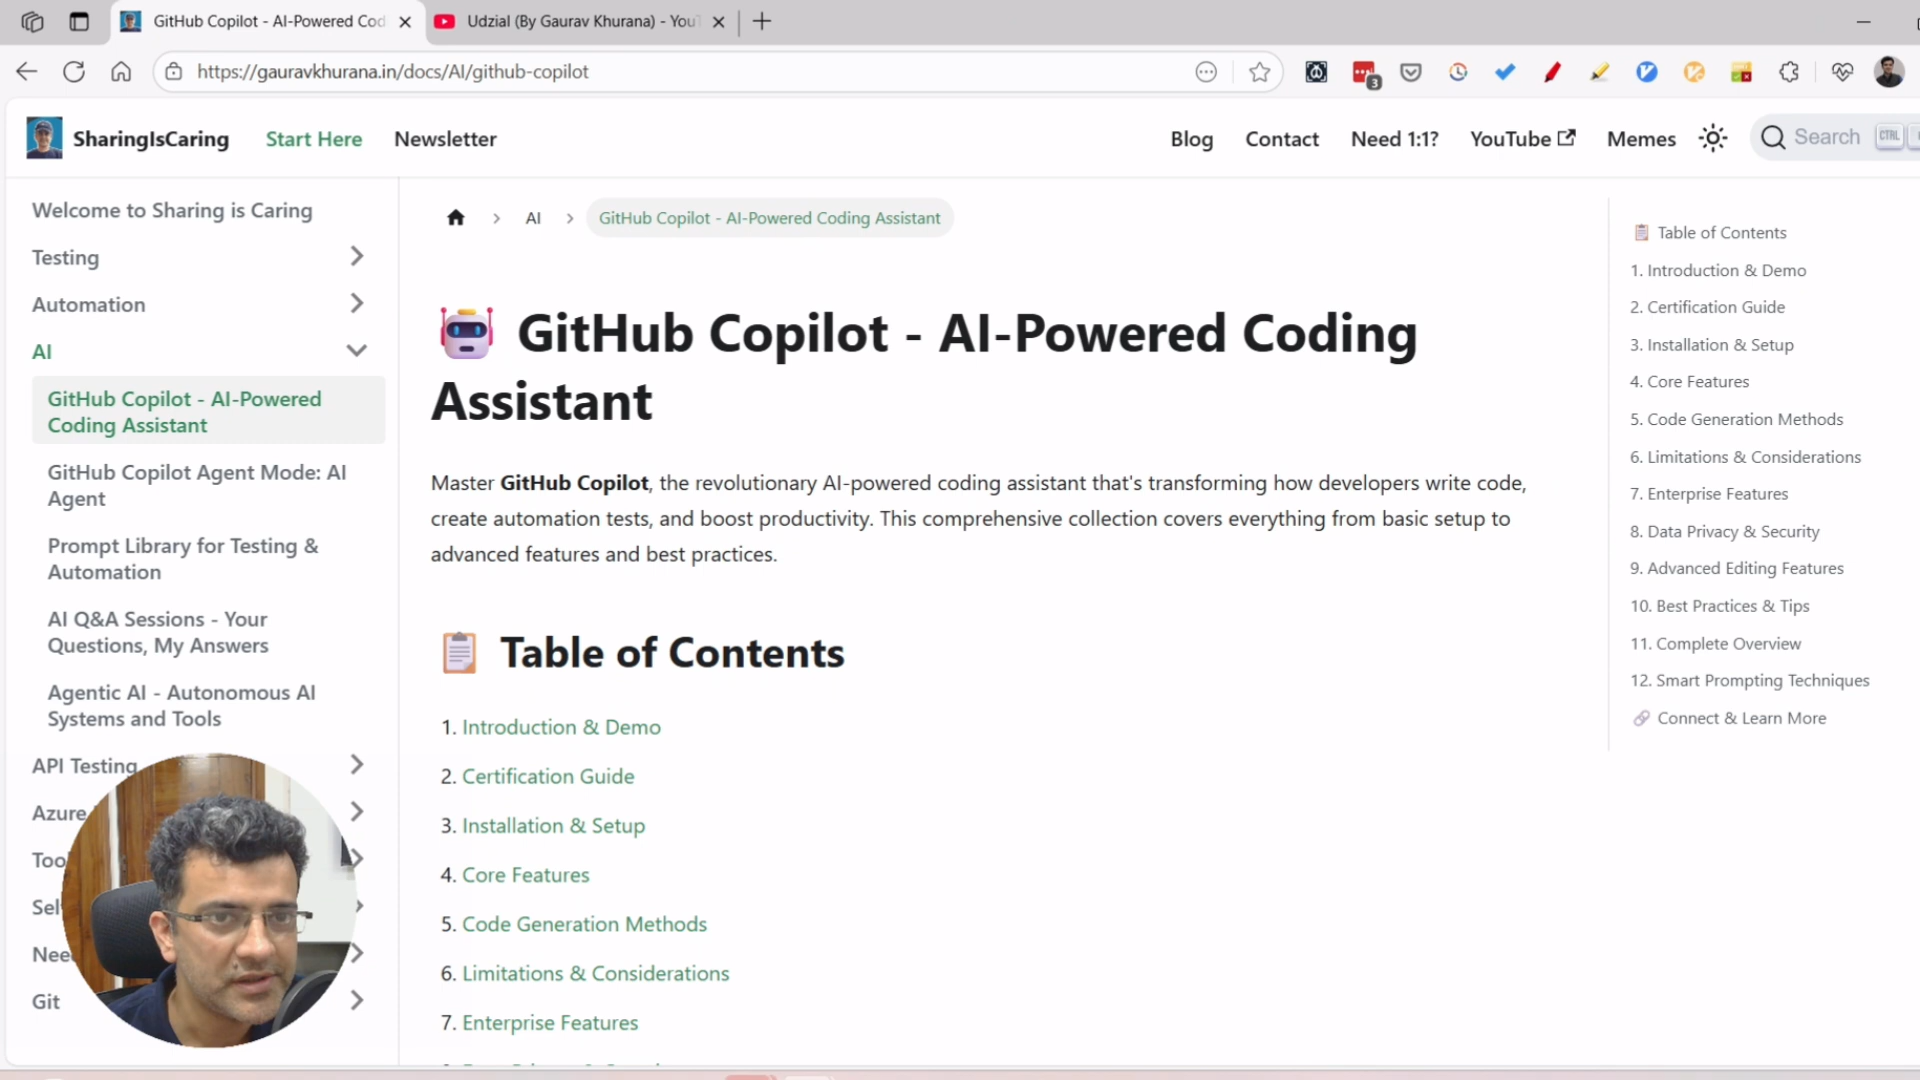 GitHub Copilot - AI-Powered Cod
Udzial (By Gaurav Khurana) - You
https://gauravkhurana.in/docs/AI/github-copilot
3
SharingIsCaring
Start Here
Newsletter
Blog
Contact
Need 1:1?
YouTube
Memes
Search
CTRL
Welcome to Sharing is Caring
Testing
Automation
AI
GitHub Copilot - AI-Powered
Coding Assistant
GitHub Copilot Agent Mode: AI
Agent
Prompt Library for Testing &
Automation
AI Q&A Sessions - Your
Questions, My Answers
Agentic AI - Autonomous AI
Systems and Tools
API Testing
Azure
Too
Sel
Nee
Git
AI
GitHub Copilot - AI-Powered Coding Assistant
GitHub Copilot - AI-Powered Coding
Assistant
Master GitHub Copilot, the revolutionary AI-powered coding assistant that's transforming how developers write code,
create automation tests, and boost productivity. This comprehensive collection covers everything from basic setup to
advanced features and best practices.
Table of Contents
1. Introduction & Demo
2. Certification Guide
3. Installation & Setup
4. Core Features
5. Code Generation Methods
6. Limitations & Considerations
7. Enterprise Features
Table of Contents
1. Introduction & Demo
2. Certification Guide
3. Installation & Setup
4. Core Features
5. Code Generation Methods
6. Limitations & Considerations
7. Enterprise Features
8. Data Privacy & Security
9. Advanced Editing Features
10. Best Practices & Tips
11. Complete Overview
12. Smart Prompting Techniques
Connect & Learn More